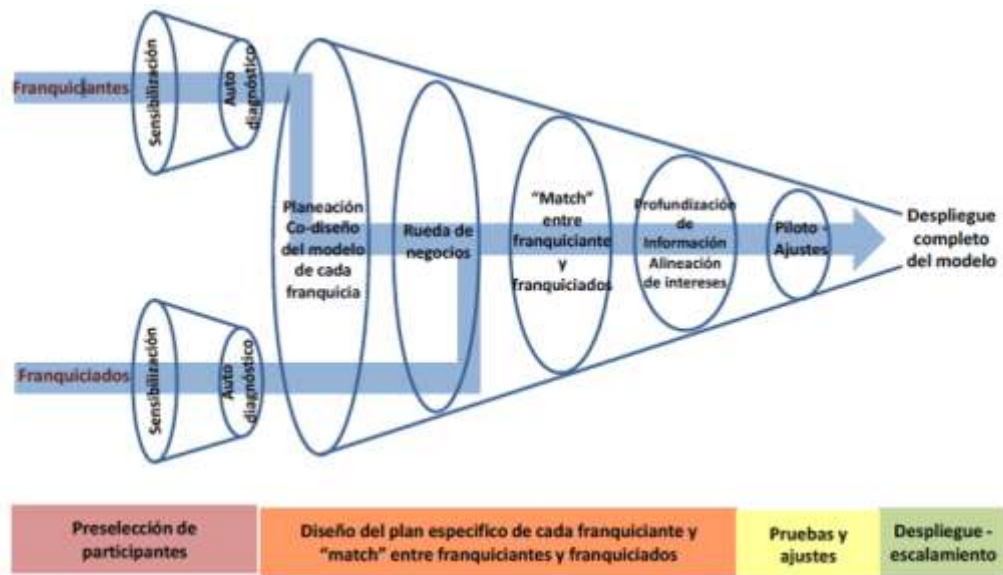 Franquiciantes
Sensibilización
Auto
diagnóstico
Planeación
Co-diseño
del modelo
de cada
franquicia
Rueda de
negocios
"Match"
entre
franquiciante
y
franquiciados
Profundización
de
Información
Alineación
de intereses
Piloto -
Ajustes
Despliegue
completo
del modelo
Franquiciados
Sensibilización
Auto
diagnóstico
Preselección de
participantes
Diseño del plan especifico de cada franquiciante y
"match" entre franquiciantes y franquiciados
Pruebas y
ajustes
Despliegue -
escalamiento